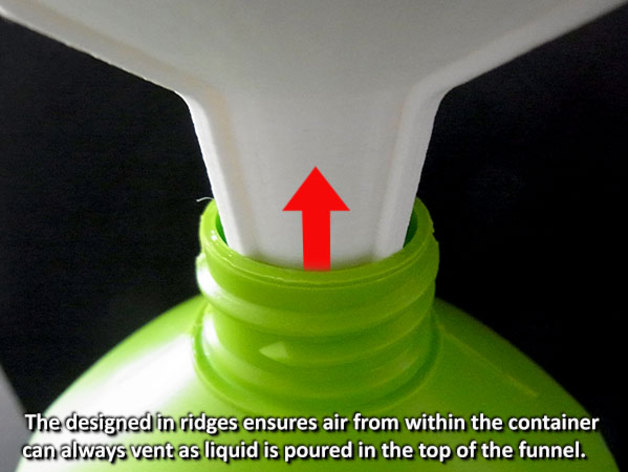 The designed in ridges ensures air from within the container
can always vent as liquid is poured in the top of the funnel.